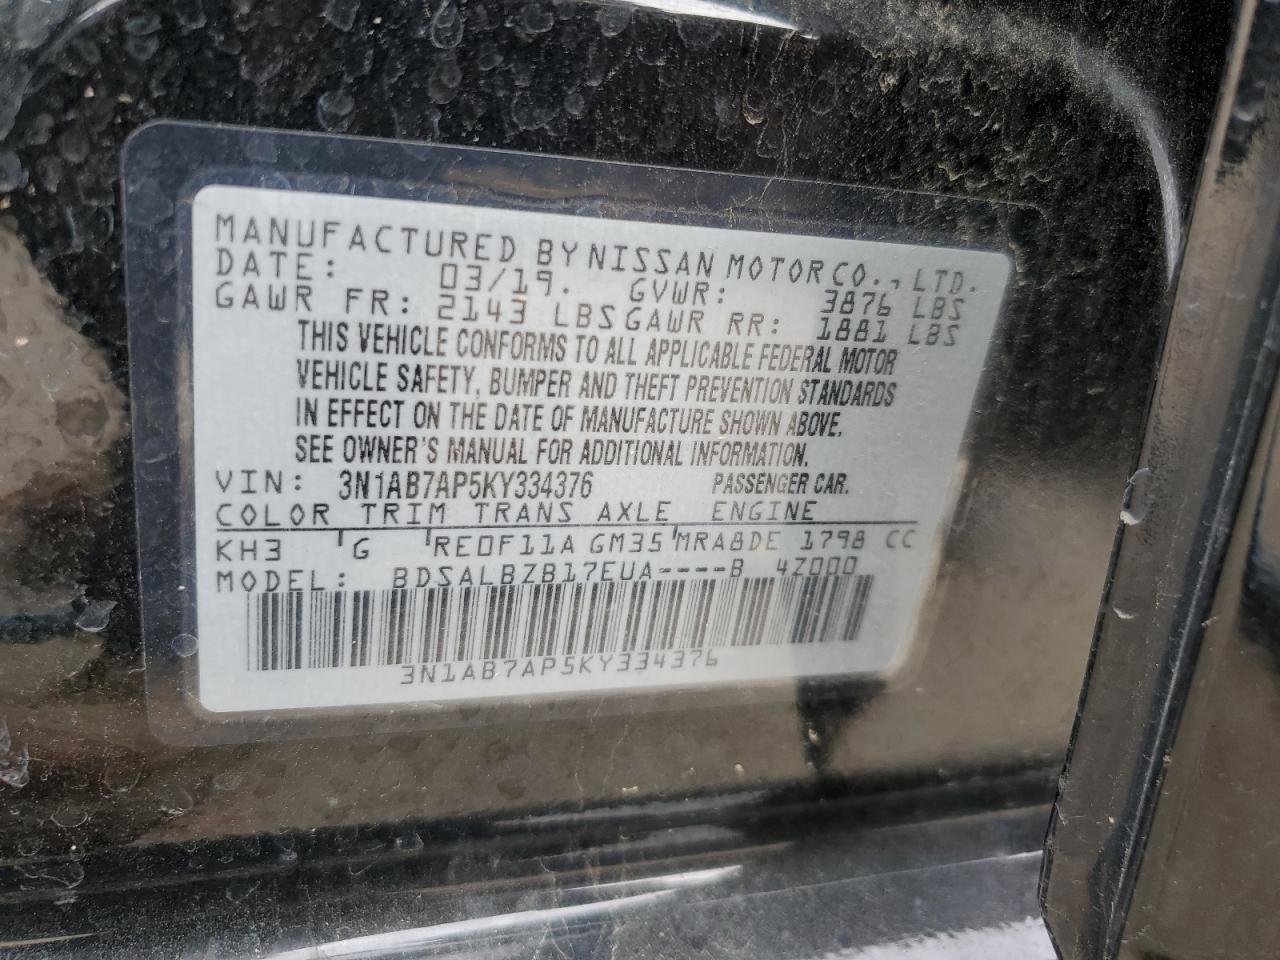 MANUFACTURED BY NISSAN MOTOR CO., LTD.
DATE: 03/19. GVWR: 3876 LBS
GAWR FR: 2143 LBS GAWR RR: 1881 LBS
THIS VEHICLE CONFORMS TO ALL APPLICABLE FEDERAL MOTOR
VEHICLE SAFETY, BUMPER AND THEFT PREVENTION STANDARDS
IN EFFECT ON THE DATE OF MANUFACTURE SHOWN ABOVE.
SEE OWNER'S MANUAL FOR ADDITIONAL INFORMATION.
VIN: 3N1AB7AP5KY334376 PASSENGER CAR.
COLOR TRIM TRANS AXLE ENGINE
KH3 G RE0F11A GM35 MRA8DE 1798 CC
MODEL: BDSALBZB17EUA----B 4Z000
3N1AB7AP5KY334376